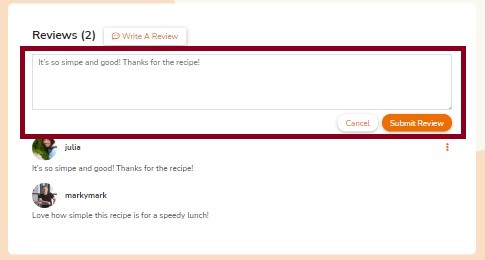 Reviews (2) Write A Review
It's so simpe and good! Thanks for the recipe!
Cancel Submit Review
julia
It's so simpe and good! Thanks for the recipe!
markymark
Love how simple this recipe is for a speedy lunch!